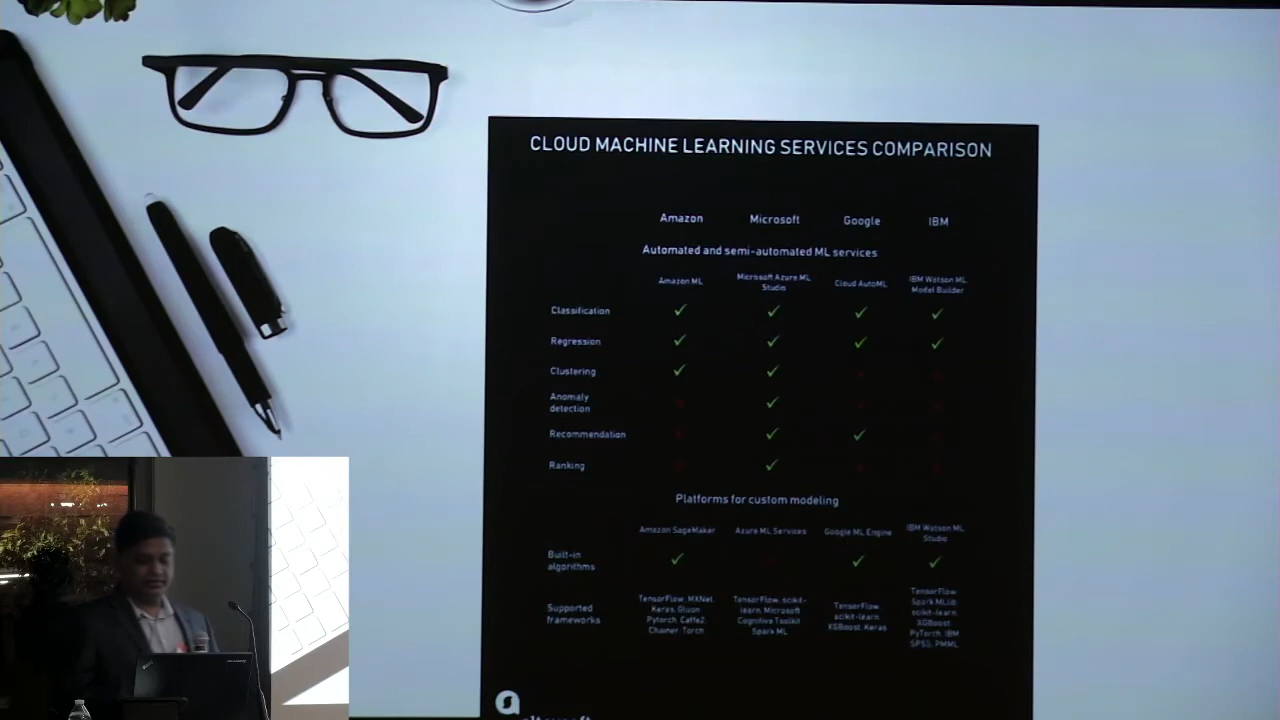 CLOUD MACHINE LEARNING SERVICES COMPARISON
Amazon Microsoft Google IBM
Automated and semi-automated ML services
Amazon ML
Microsoft Azure ML
Studio
Cloud AutoML
IBM Watson ML
Model Builder
Classification ✓ ✓ ✓ ✓
Regression ✓ ✓ ✓ ✓
Clustering ✓ ✓
Anomaly
detection ✓
Recommendation ✓ ✓
Ranking ✓
Platforms for custom modeling
Amazon SageMaker
Azure ML Services
Google ML Engine
IBM Watson ML
Studio
Built-in
algorithms ✓ ✓ ✓
Supported
frameworks
TensorFlow, MXNet,
Keras, Gluon
Pytorch, Caffe2,
Chainer, Torch
TensorFlow, scikit-
learn, Microsoft
Cognitive Toolkit
Spark ML
TensorFlow,
scikit-learn,
XGBoost, Keras
TensorFlow,
Spark MLlib,
scikit-learn
XGBoost
PyTorch, IBM
SPSS, PMML
altexsoft